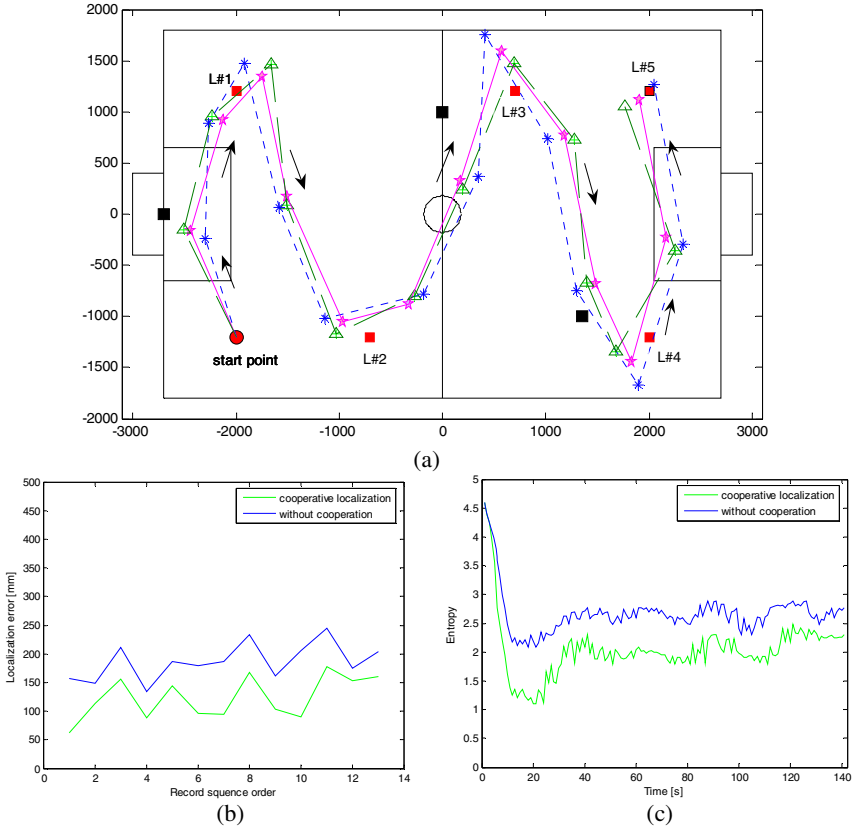 2000
1500
1000
500
0
-500
-1000
-1500
-2000
-3000 -2000 -1000 0 1000 2000 3000
L#1
L#2
L#3
L#4
L#5
start point
(a)
500
450
400
350
300
250
200
150
100
50
0
0 2 4 6 8 10 12 14
Localization error [mm]
Record squence order
cooperative localization
without cooperation
(b)
5
4.5
4
3.5
3
2.5
2
1.5
1
0.5
0
0 20 40 60 80 100 120 140
Entropy
Time [s]
cooperative localization
without cooperation
(c)